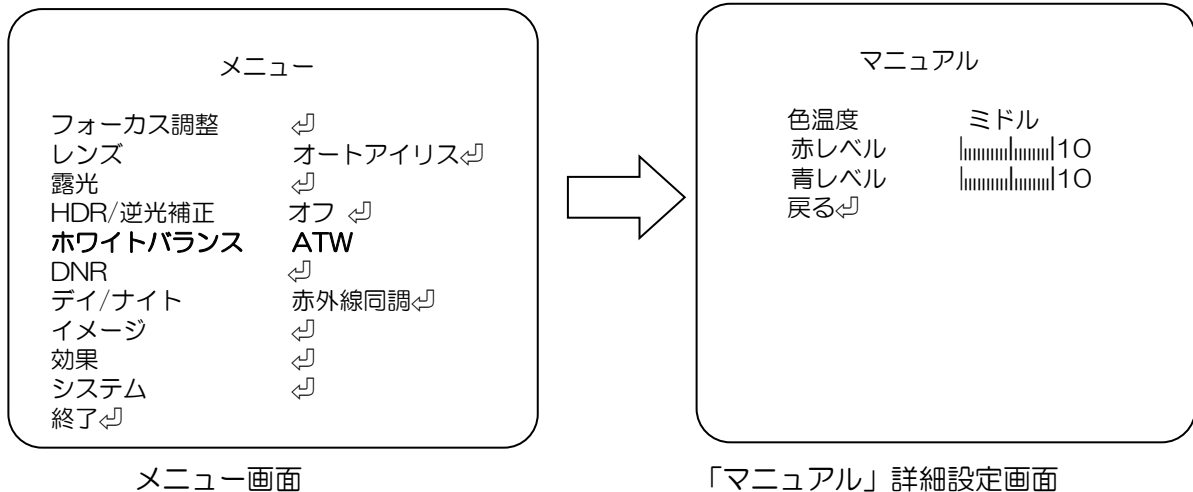 メニュー
フォーカス調整 ⏎
レンズ オートアイリス⏎
露光 ⏎
HDR/逆光補正 オフ ⏎
ホワイトバランス ATW
DNR ⏎
デイ/ナイト 赤外線同調⏎
イメージ ⏎
効果 ⏎
システム ⏎
終了⏎
メニュー画面
マニュアル
色温度 ミドル
赤レベル 10
青レベル 10
戻る⏎
「マニュアル」詳細設定画面